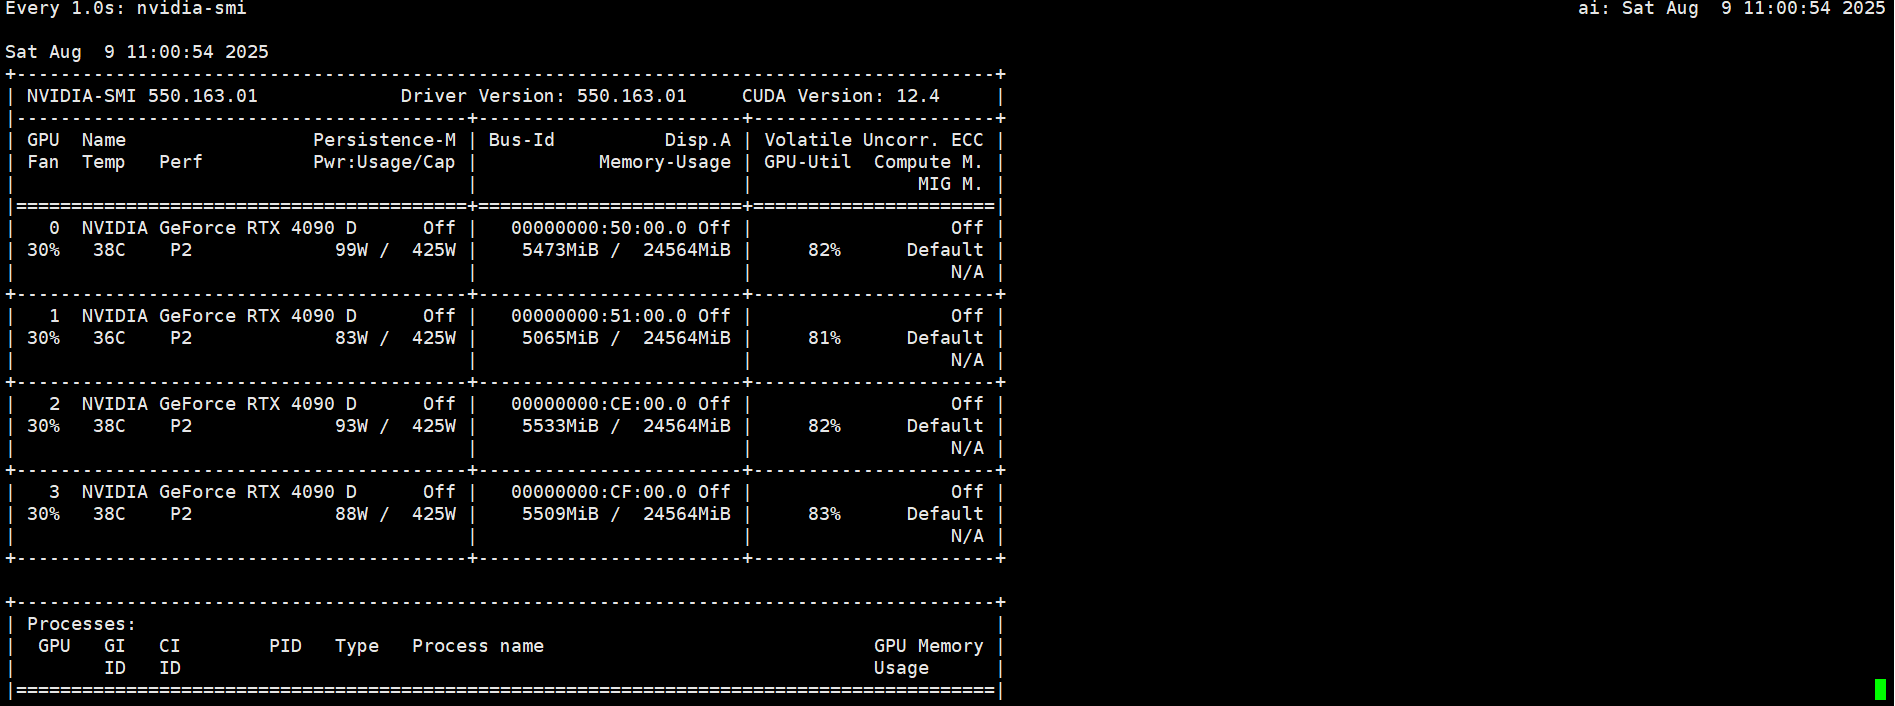 Every 1.0s: nvidia-smi                                                                                                                         ai: Sat Aug  9 11:00:54 2025

Sat Aug  9 11:00:54 2025
+-----------------------------------------------------------------------------------------+
| NVIDIA-SMI 550.163.01             Driver Version: 550.163.01     CUDA Version: 12.4     |
|-----------------------------------------+------------------------+----------------------+
| GPU  Name                 Persistence-M | Bus-Id          Disp.A | Volatile Uncorr. ECC |
| Fan  Temp   Perf          Pwr:Usage/Cap |           Memory-Usage | GPU-Util  Compute M. |
|                                         |                        |               MIG M. |
|=========================================+========================+======================|
|   0  NVIDIA GeForce RTX 4090 D      Off |   00000000:50:00.0 Off |                  Off |
| 30%   38C    P2             99W /  425W |    5473MiB /  24564MiB |     82%      Default |
|                                         |                        |                  N/A |
+-----------------------------------------+------------------------+----------------------+
|   1  NVIDIA GeForce RTX 4090 D      Off |   00000000:51:00.0 Off |                  Off |
| 30%   36C    P2             83W /  425W |    5065MiB /  24564MiB |     81%      Default |
|                                         |                        |                  N/A |
+-----------------------------------------+------------------------+----------------------+
|   2  NVIDIA GeForce RTX 4090 D      Off |   00000000:CE:00.0 Off |                  Off |
| 30%   38C    P2             93W /  425W |    5533MiB /  24564MiB |     82%      Default |
|                                         |                        |                  N/A |
+-----------------------------------------+------------------------+----------------------+
|   3  NVIDIA GeForce RTX 4090 D      Off |   00000000:CF:00.0 Off |                  Off |
| 30%   38C    P2             88W /  425W |    5509MiB /  24564MiB |     83%      Default |
|                                         |                        |                  N/A |
+-----------------------------------------+------------------------+----------------------+

+-----------------------------------------------------------------------------------------+
| Processes:                                                                              |
|  GPU   GI   CI        PID   Type   Process name                              GPU Memory |
|        ID   ID                                                               Usage      |
|=========================================================================================|